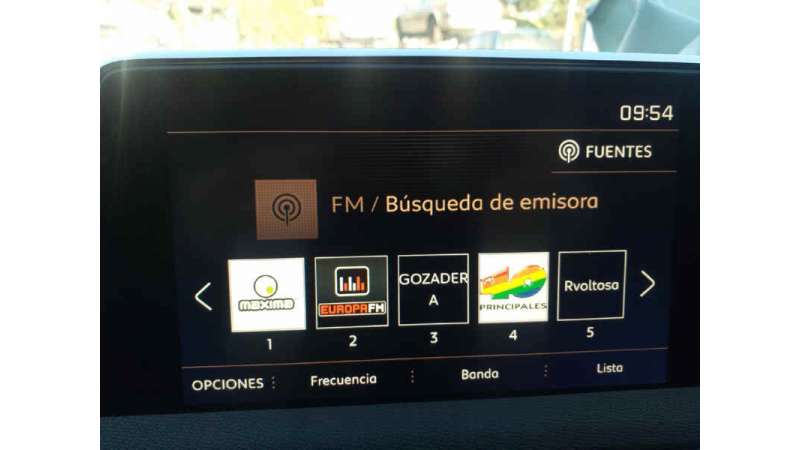 09:54
FUENTES
FM / Búsqueda de emisora
maxima
EUROPA FM
GOZADER
A
40
PRINCIPALES
Rvoltosa
1
2
3
4
5
OPCIONES
Frecuencia
Banda
Lista